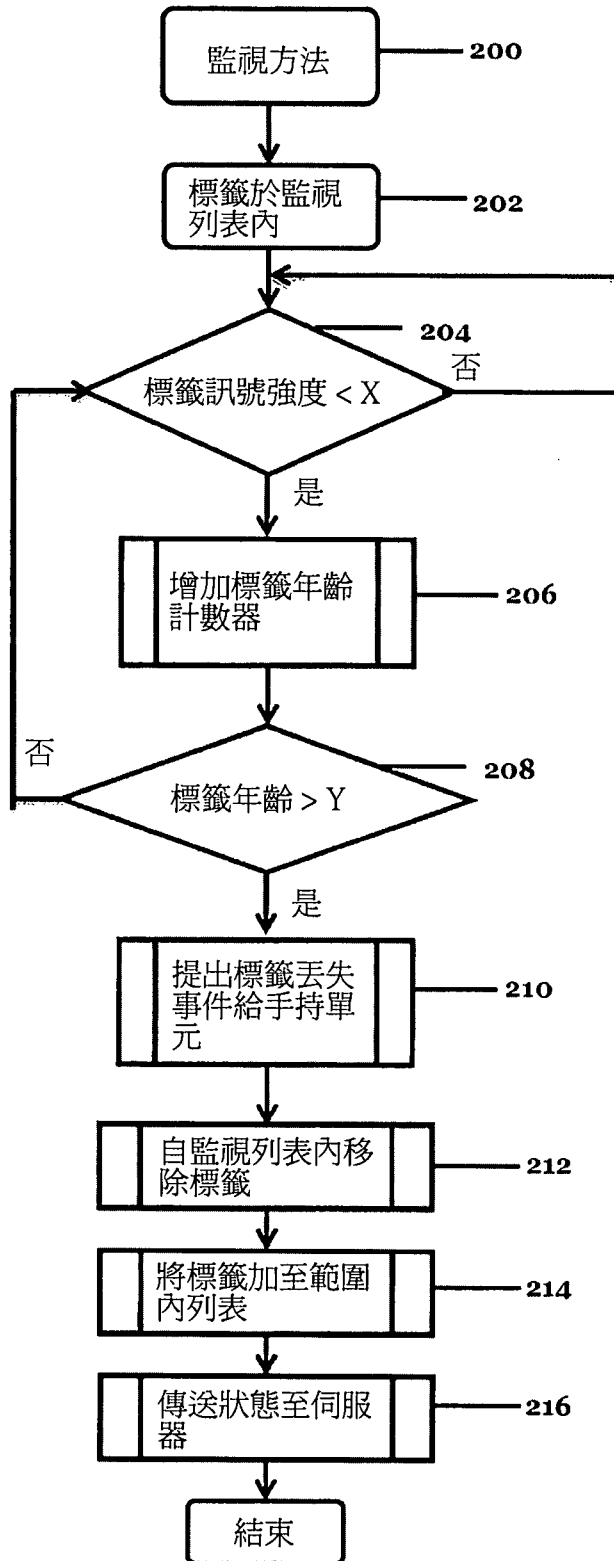 監視方法
200
標籤於監視
列表內
202
204
標籤訊號強度 < X
否
是
增加標籤年齡
計數器
206
否
208
標籤年齡 > Y
是
提出標籤丟失
事件給手持單
元
210
自監視列表內移
除標籤
212
將標籤加至範圍
內列表
214
傳送狀態至伺服
器
216
結束